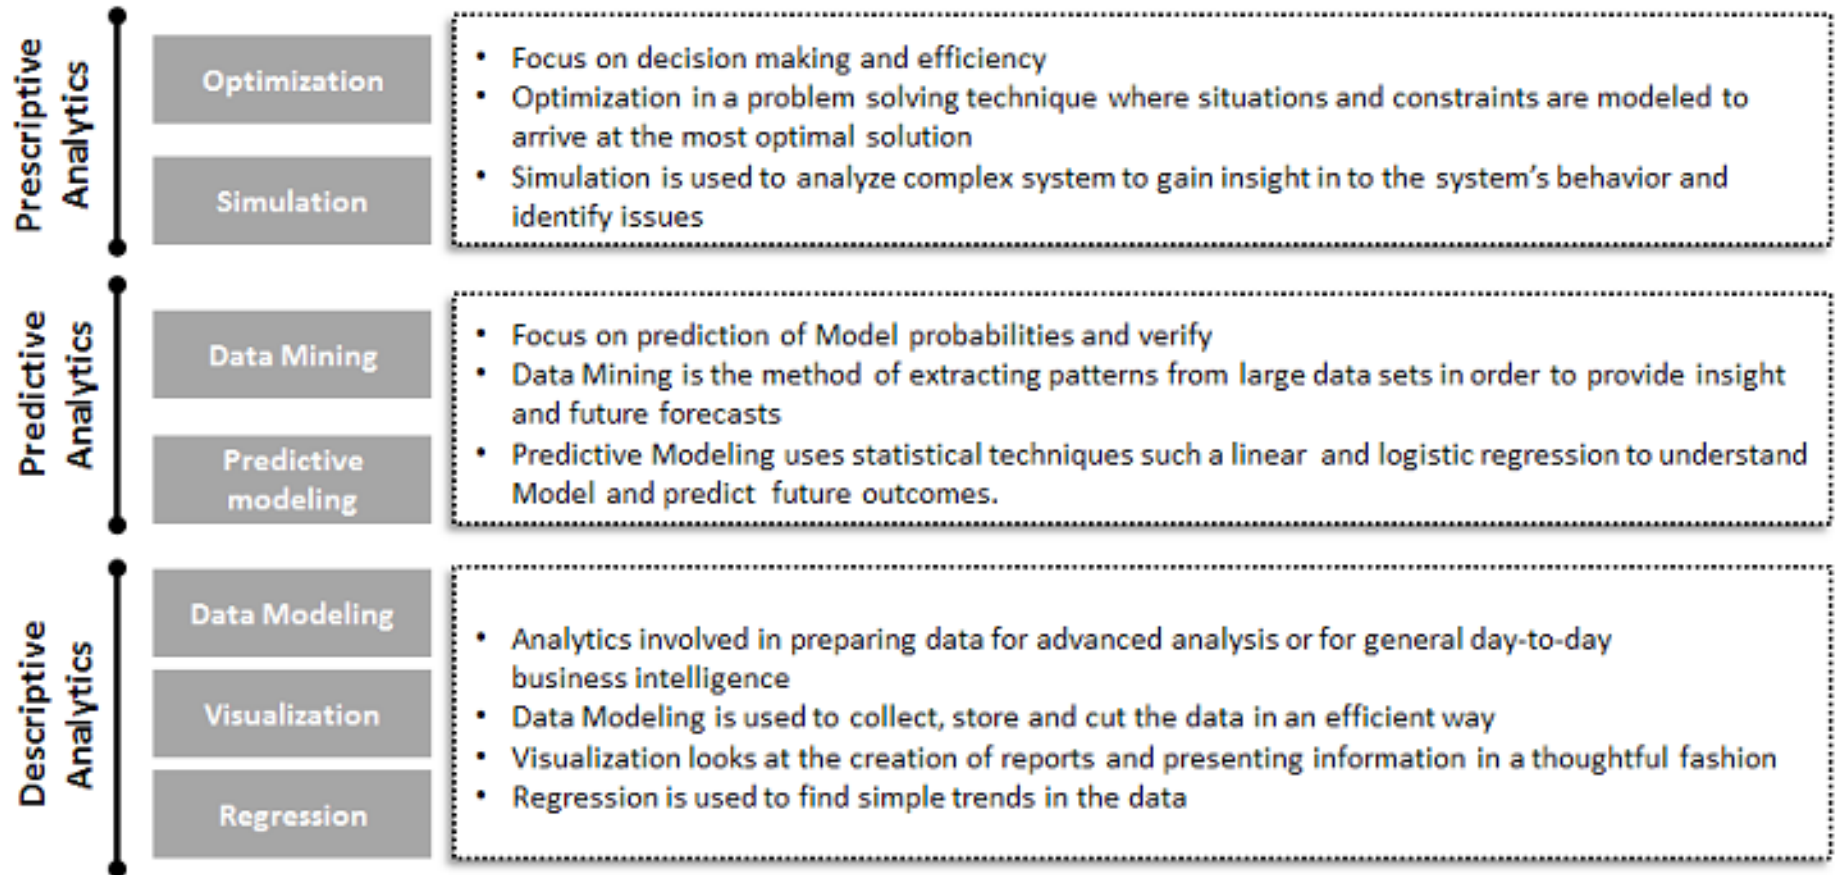 Prescriptive
Analytics
Optimization
Simulation
• Focus on decision making and efficiency
• Optimization in a problem solving technique where situations and constraints are modeled to
arrive at the most optimal solution
• Simulation is used to analyze complex system to gain insight in to the system's behavior and
identify issues
Predictive
Analytics
Data Mining
Predictive
modeling
• Focus on prediction of Model probabilities and verify
• Data Mining is the method of extracting patterns from large data sets in order to provide insight
and future forecasts
• Predictive Modeling uses statistical techniques such a linear and logistic regression to understand
Model and predict future outcomes.
Descriptive
Analytics
Data Modeling
Visualization
Regression
• Analytics involved in preparing data for advanced analysis or for general day-to-day
business intelligence
• Data Modeling is used to collect, store and cut the data in an efficient way
• Visualization looks at the creation of reports and presenting information in a thoughtful fashion
• Regression is used to find simple trends in the data